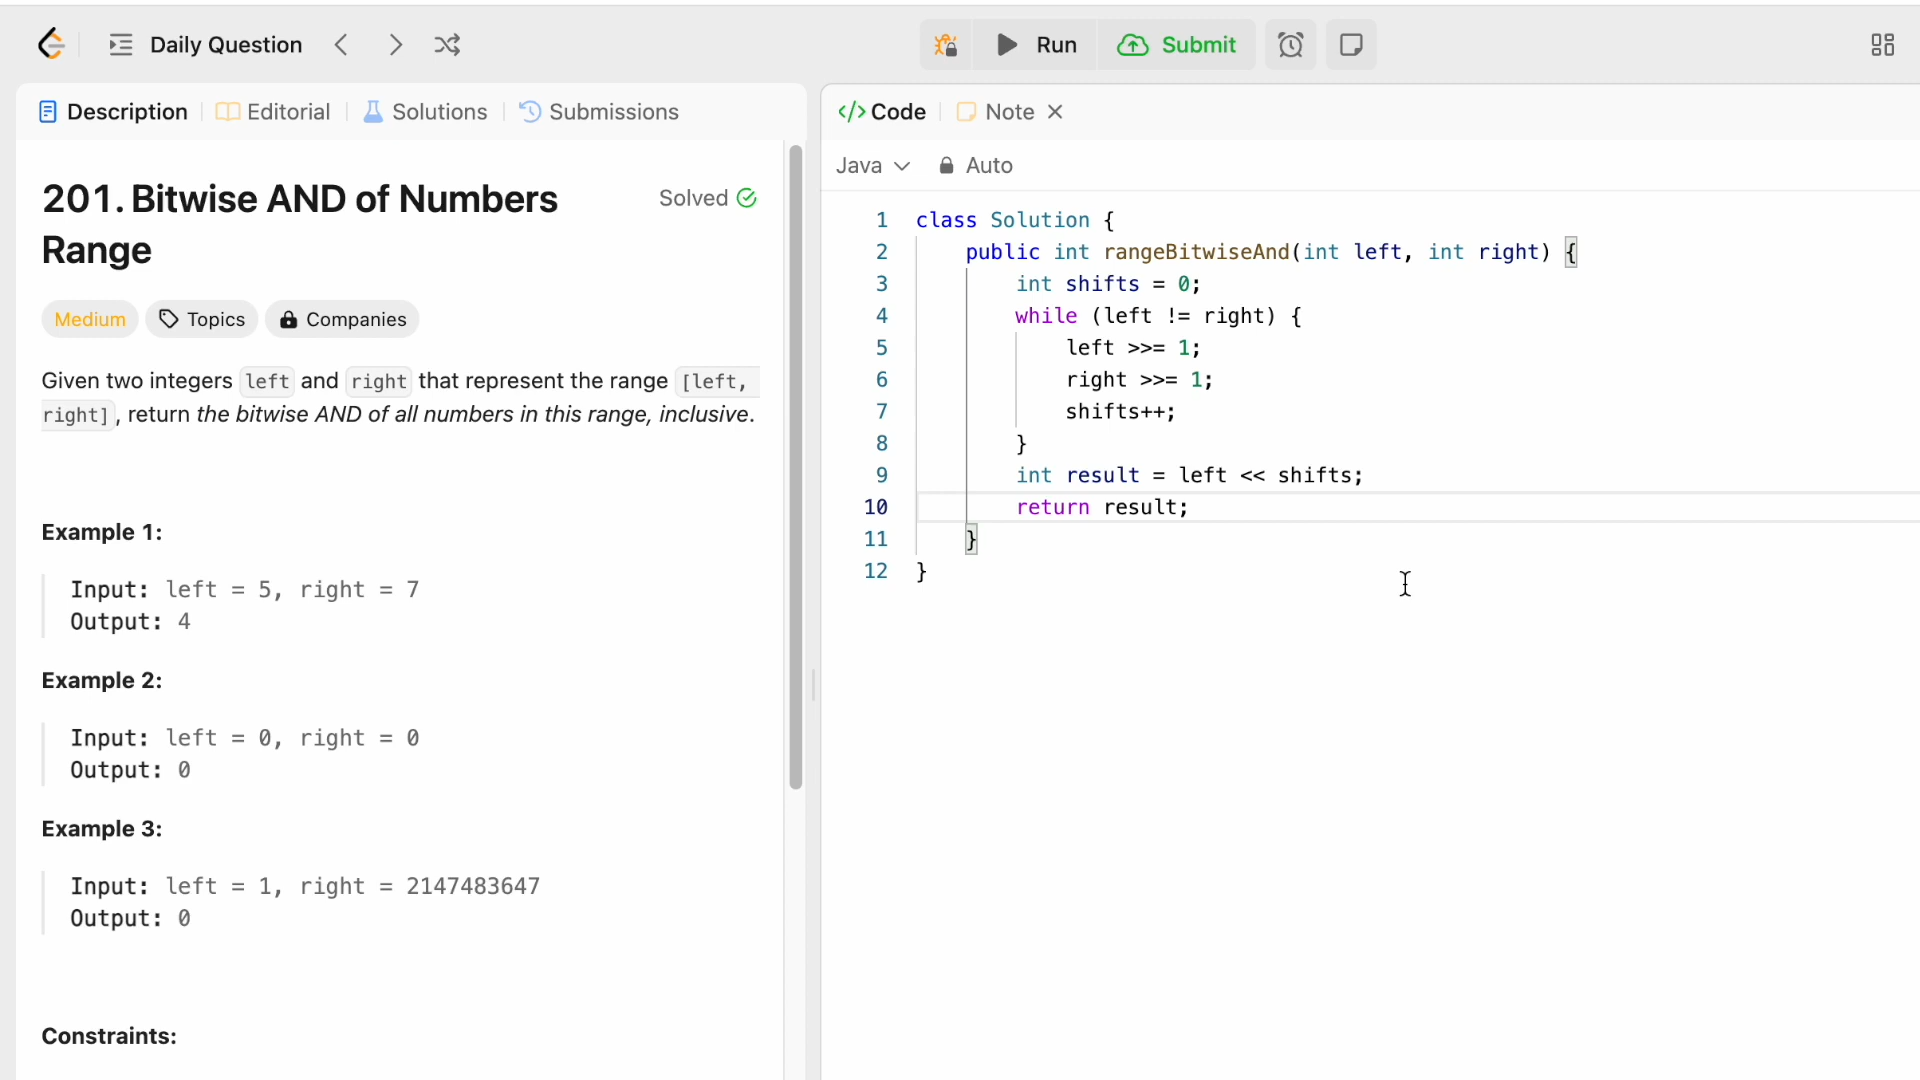 Daily Question
Run
Submit
Description
Editorial
Solutions
Submissions
201. Bitwise AND of Numbers
Range
Solved
Medium
Topics
Companies
Given two integers left and right that represent the range [left,
right], return the bitwise AND of all numbers in this range, inclusive.
Example 1:
Input: left = 5, right = 7
Output: 4
Example 2:
Input: left = 0, right = 0
Output: 0
Example 3:
Input: left = 1, right = 2147483647
Output: 0
Constraints:
</> Code
Note
Java
Auto
1 class Solution {
2 public int rangeBitwiseAnd(int left, int right) {
3 int shifts = 0;
4 while (left != right) {
5 left >>= 1;
6 right >>= 1;
7 shifts++;
8 }
9 int result = left << shifts;
10 return result;
11 }
12 }